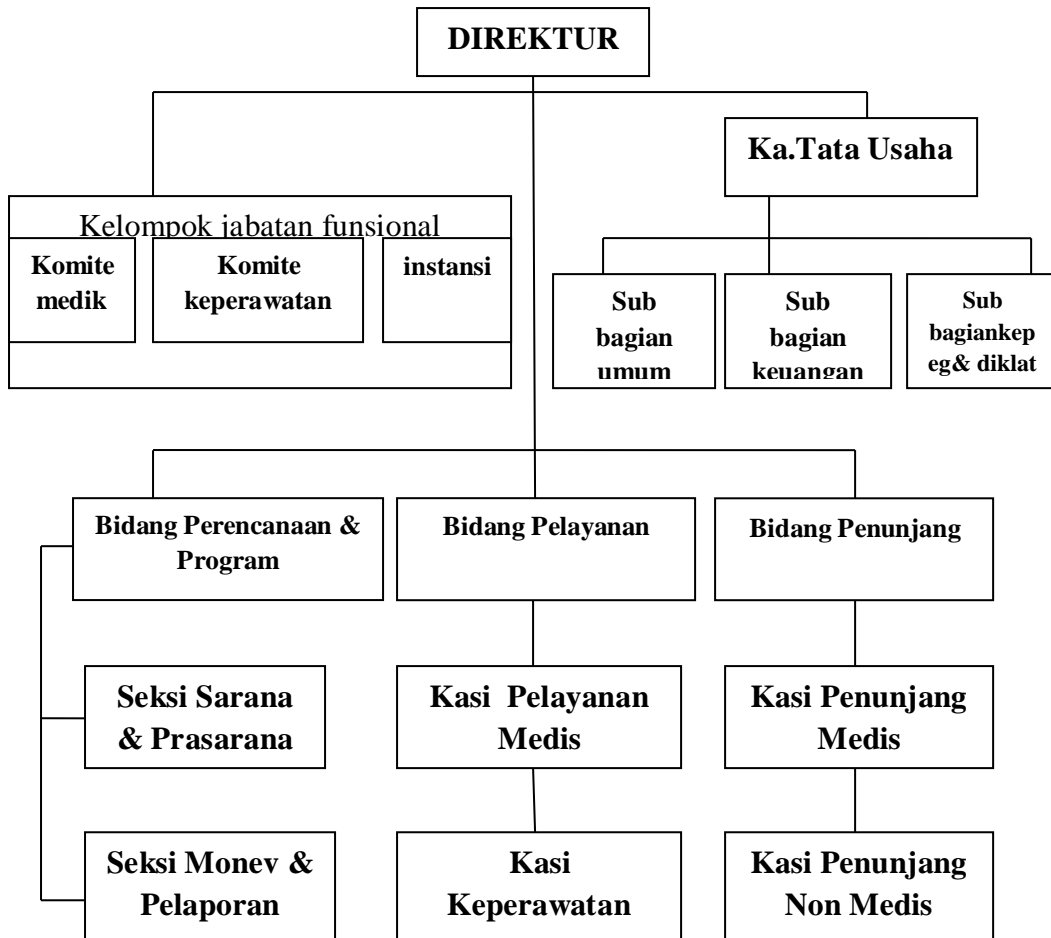 DIREKTUR
Ka.Tata Usaha
Kelompok jabatan funsional
Komite
medik
Komite
keperawatan
instansi
Sub
bagian
umum
Sub
bagian
keuangan
Sub
bagiankep
eg& diklat
Bidang Perencanaan &
Program
Bidang Pelayanan
Bidang Penunjang
Seksi Sarana
& Prasarana
Kasi Pelayanan
Medis
Kasi Penunjang
Medis
Seksi Monev &
Pelaporan
Kasi
Keperawatan
Kasi Penunjang
Non Medis